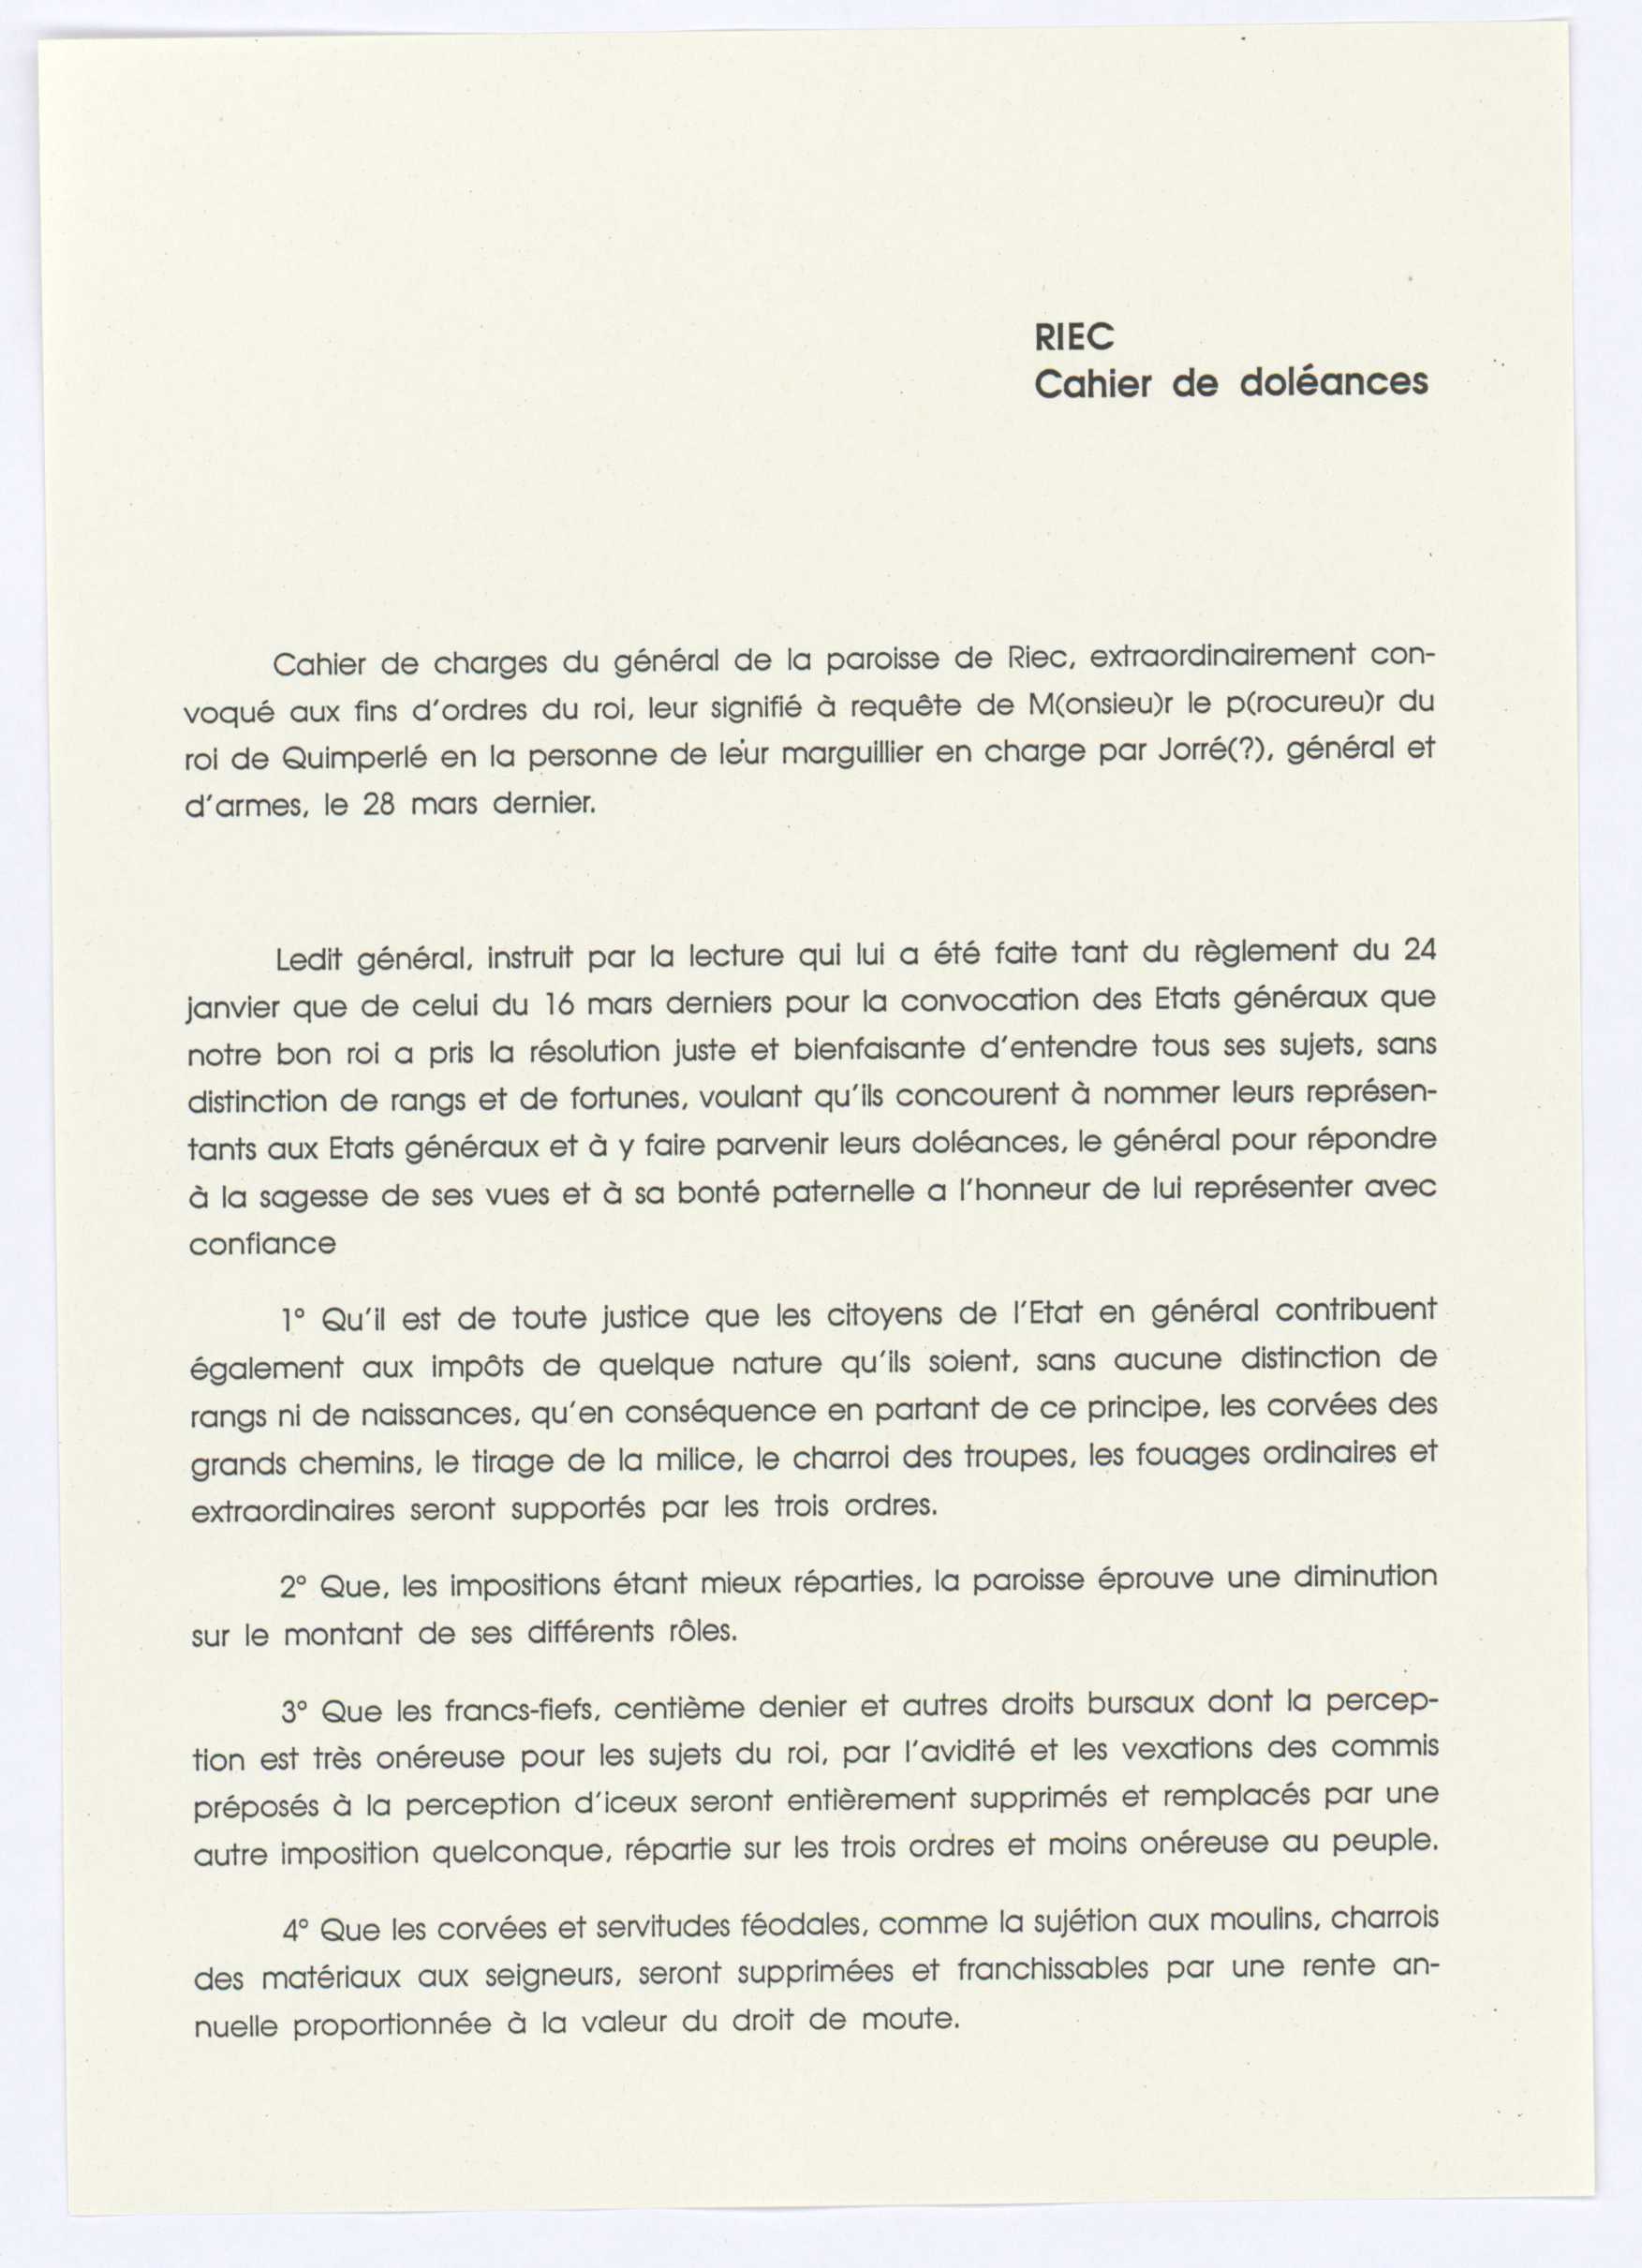 RIEC
Cahier de doléances
Cahier de charges du général de la paroisse de Riec, extraordinairement con-
voqué aux fins d'ordres du roi, leur signifié à requête de M(onsieu)r le p(rocureu)r du
roi de Quimperlé en la personne de leur marguillier en charge par Jorré(?), général et
d'armes, le 28 mars dernier.
Ledit général, instruit par la lecture qui lui a été faite tant du règlement du 24
janvier que de celui du 16 mars derniers pour la convocation des Etats généraux que
notre bon roi a pris la résolution juste et bienfaisante d'entendre tous ses sujets, sans
distinction de rangs et de fortunes, voulant qu'ils concourent à nommer leurs représen-
tants aux Etats généraux et à y faire parvenir leurs doléances, le général pour répondre
à la sagesse de ses vues et à sa bonté paternelle a l'honneur de lui représenter avec
confiance
1° Qu'il est de toute justice que les citoyens de l'Etat en général contribuent
également aux impôts de quelque nature qu'ils soient, sans aucune distinction de
rangs ni de naissances, qu'en conséquence en partant de ce principe, les corvées des
grands chemins, le tirage de la milice, le charroi des troupes, les fouages ordinaires et
extraordinaires seront supportés par les trois ordres.
2° Que, les impositions étant mieux réparties, la paroisse éprouve une diminution
sur le montant de ses différents rôles.
3° Que les francs-fiefs, centième denier et autres droits bursaux dont la percep-
tion est très onéreuse pour les sujets du roi, par l'avidité et les vexations des commis
préposés à la perception d'iceux seront entièrement supprimés et remplacés par une
autre imposition quelconque, répartie sur les trois ordres et moins onéreuse au peuple.
4° Que les corvées et servitudes féodales, comme la sujétion aux moulins, charrois
des matériaux aux seigneurs, seront supprimées et franchissables par une rente an-
nuelle proportionnée à la valeur du droit de moute.